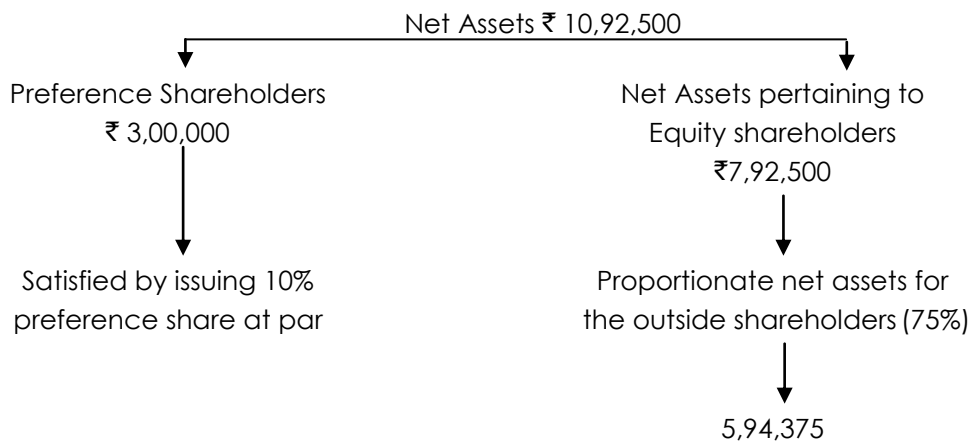 Net Assets ₹ 10,92,500
Preference Shareholders
₹ 3,00,000
Net Assets pertaining to
Equity shareholders
₹7,92,500
Satisfied by issuing 10%
preference share at par
Proportionate net assets for
the outside shareholders (75%)
5,94,375